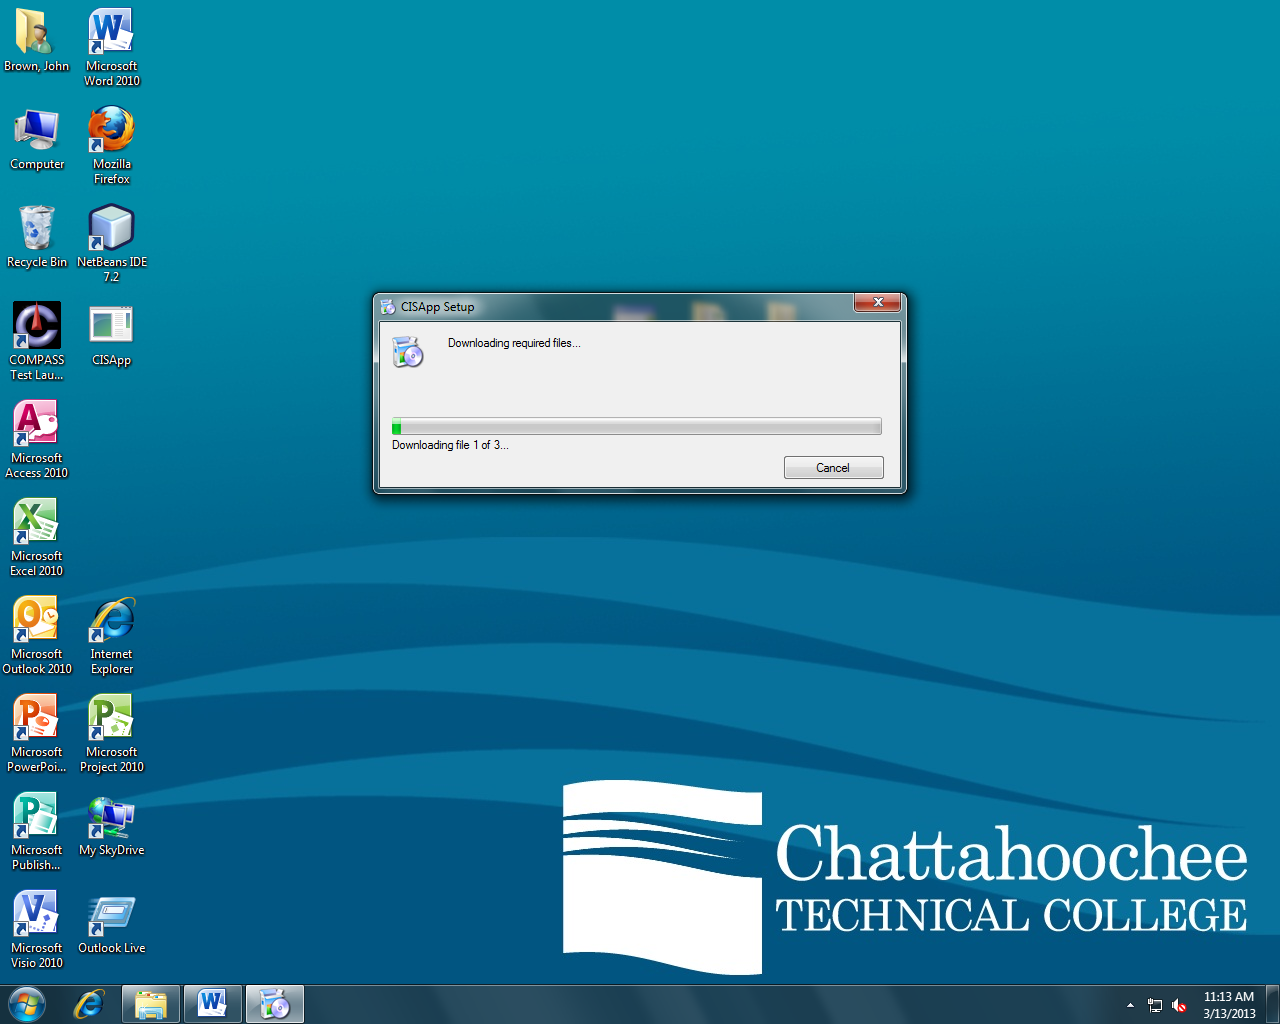 Brown, John
Microsoft
Word 2010
Computer
Mozilla
Firefox
Recycle Bin
NetBeans IDE
7.2
COMPASS
Test Lau...
CISApp
Microsoft
Access 2010
Microsoft
Excel 2010
Microsoft
Outlook 2010
Internet
Explorer
Microsoft
PowerPoi...
Microsoft
Project 2010
Microsoft
Publish...
My SkyDrive
Microsoft
Visio 2010
Outlook Live
CISApp Setup
Downloading required files...
Downloading file 1 of 3...
Cancel
Chattahoochee
TECHNICAL COLLEGE
11:13 AM
3/13/2013